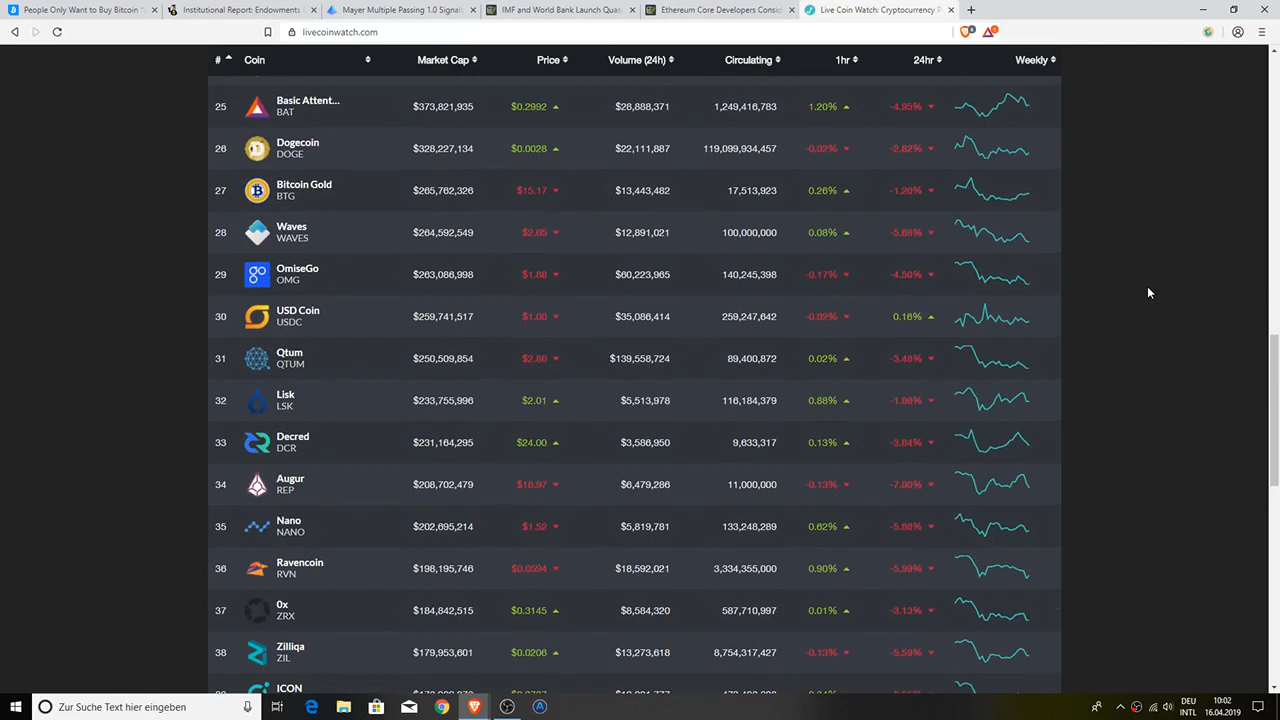 People Only Want to Buy Bitcoin "
Institutional Report: Endowments
Mayer Multiple Passing 1.0 Signals
IMF and World Bank Launch Quas
Ethereum Core Developers Consid
Live Coin Watch: Cryptocurrency P
livecoinwatch.com
# Coin Market Cap Price Volume (24h) Circulating 1hr 24hr Weekly
25 Basic Attent... BAT $373,821,935 $0.2992 $28,888,371 1,249,416,783 1.20% -4.95%
26 Dogecoin DOGE $328,227,134 $0.0028 $22,111,887 119,099,934,457 -0.02% -2.82%
27 Bitcoin Gold BTG $265,762,326 $15.17 $13,443,482 17,513,923 0.26% -1.20%
28 Waves WAVES $264,592,549 $2.65 $12,891,021 100,000,000 0.08% -5.68%
29 OmiseGo OMG $263,086,998 $1.88 $60,223,965 140,245,398 -0.17% -4.50%
30 USD Coin USDC $259,741,517 $1.00 $35,086,414 259,247,642 -0.02% 0.16%
31 Qtum QTUM $250,509,854 $2.80 $139,558,724 89,400,872 0.02% -3.48%
32 Lisk LSK $233,755,996 $2.01 $5,513,978 116,184,379 0.88% -1.86%
33 Decred DCR $231,164,295 $24.00 $3,586,950 9,633,317 0.13% -3.84%
34 Augur REP $208,702,479 $18.97 $6,479,286 11,000,000 -0.13% -7.00%
35 Nano NANO $202,695,214 $1.52 $5,819,781 133,248,289 0.62% -5.86%
36 Ravencoin RVN $198,195,746 $0.0594 $18,592,021 3,334,355,000 0.90% -5.99%
37 0x ZRX $184,842,515 $0.3145 $8,584,320 587,710,997 0.01% -3.13%
38 Zilliqa ZIL $179,953,601 $0.0206 $13,273,618 8,754,317,427 -0.13% -5.59%
ICON
Zur Suche Text hier eingeben
DEU 10:02
INTL 16.04.2019